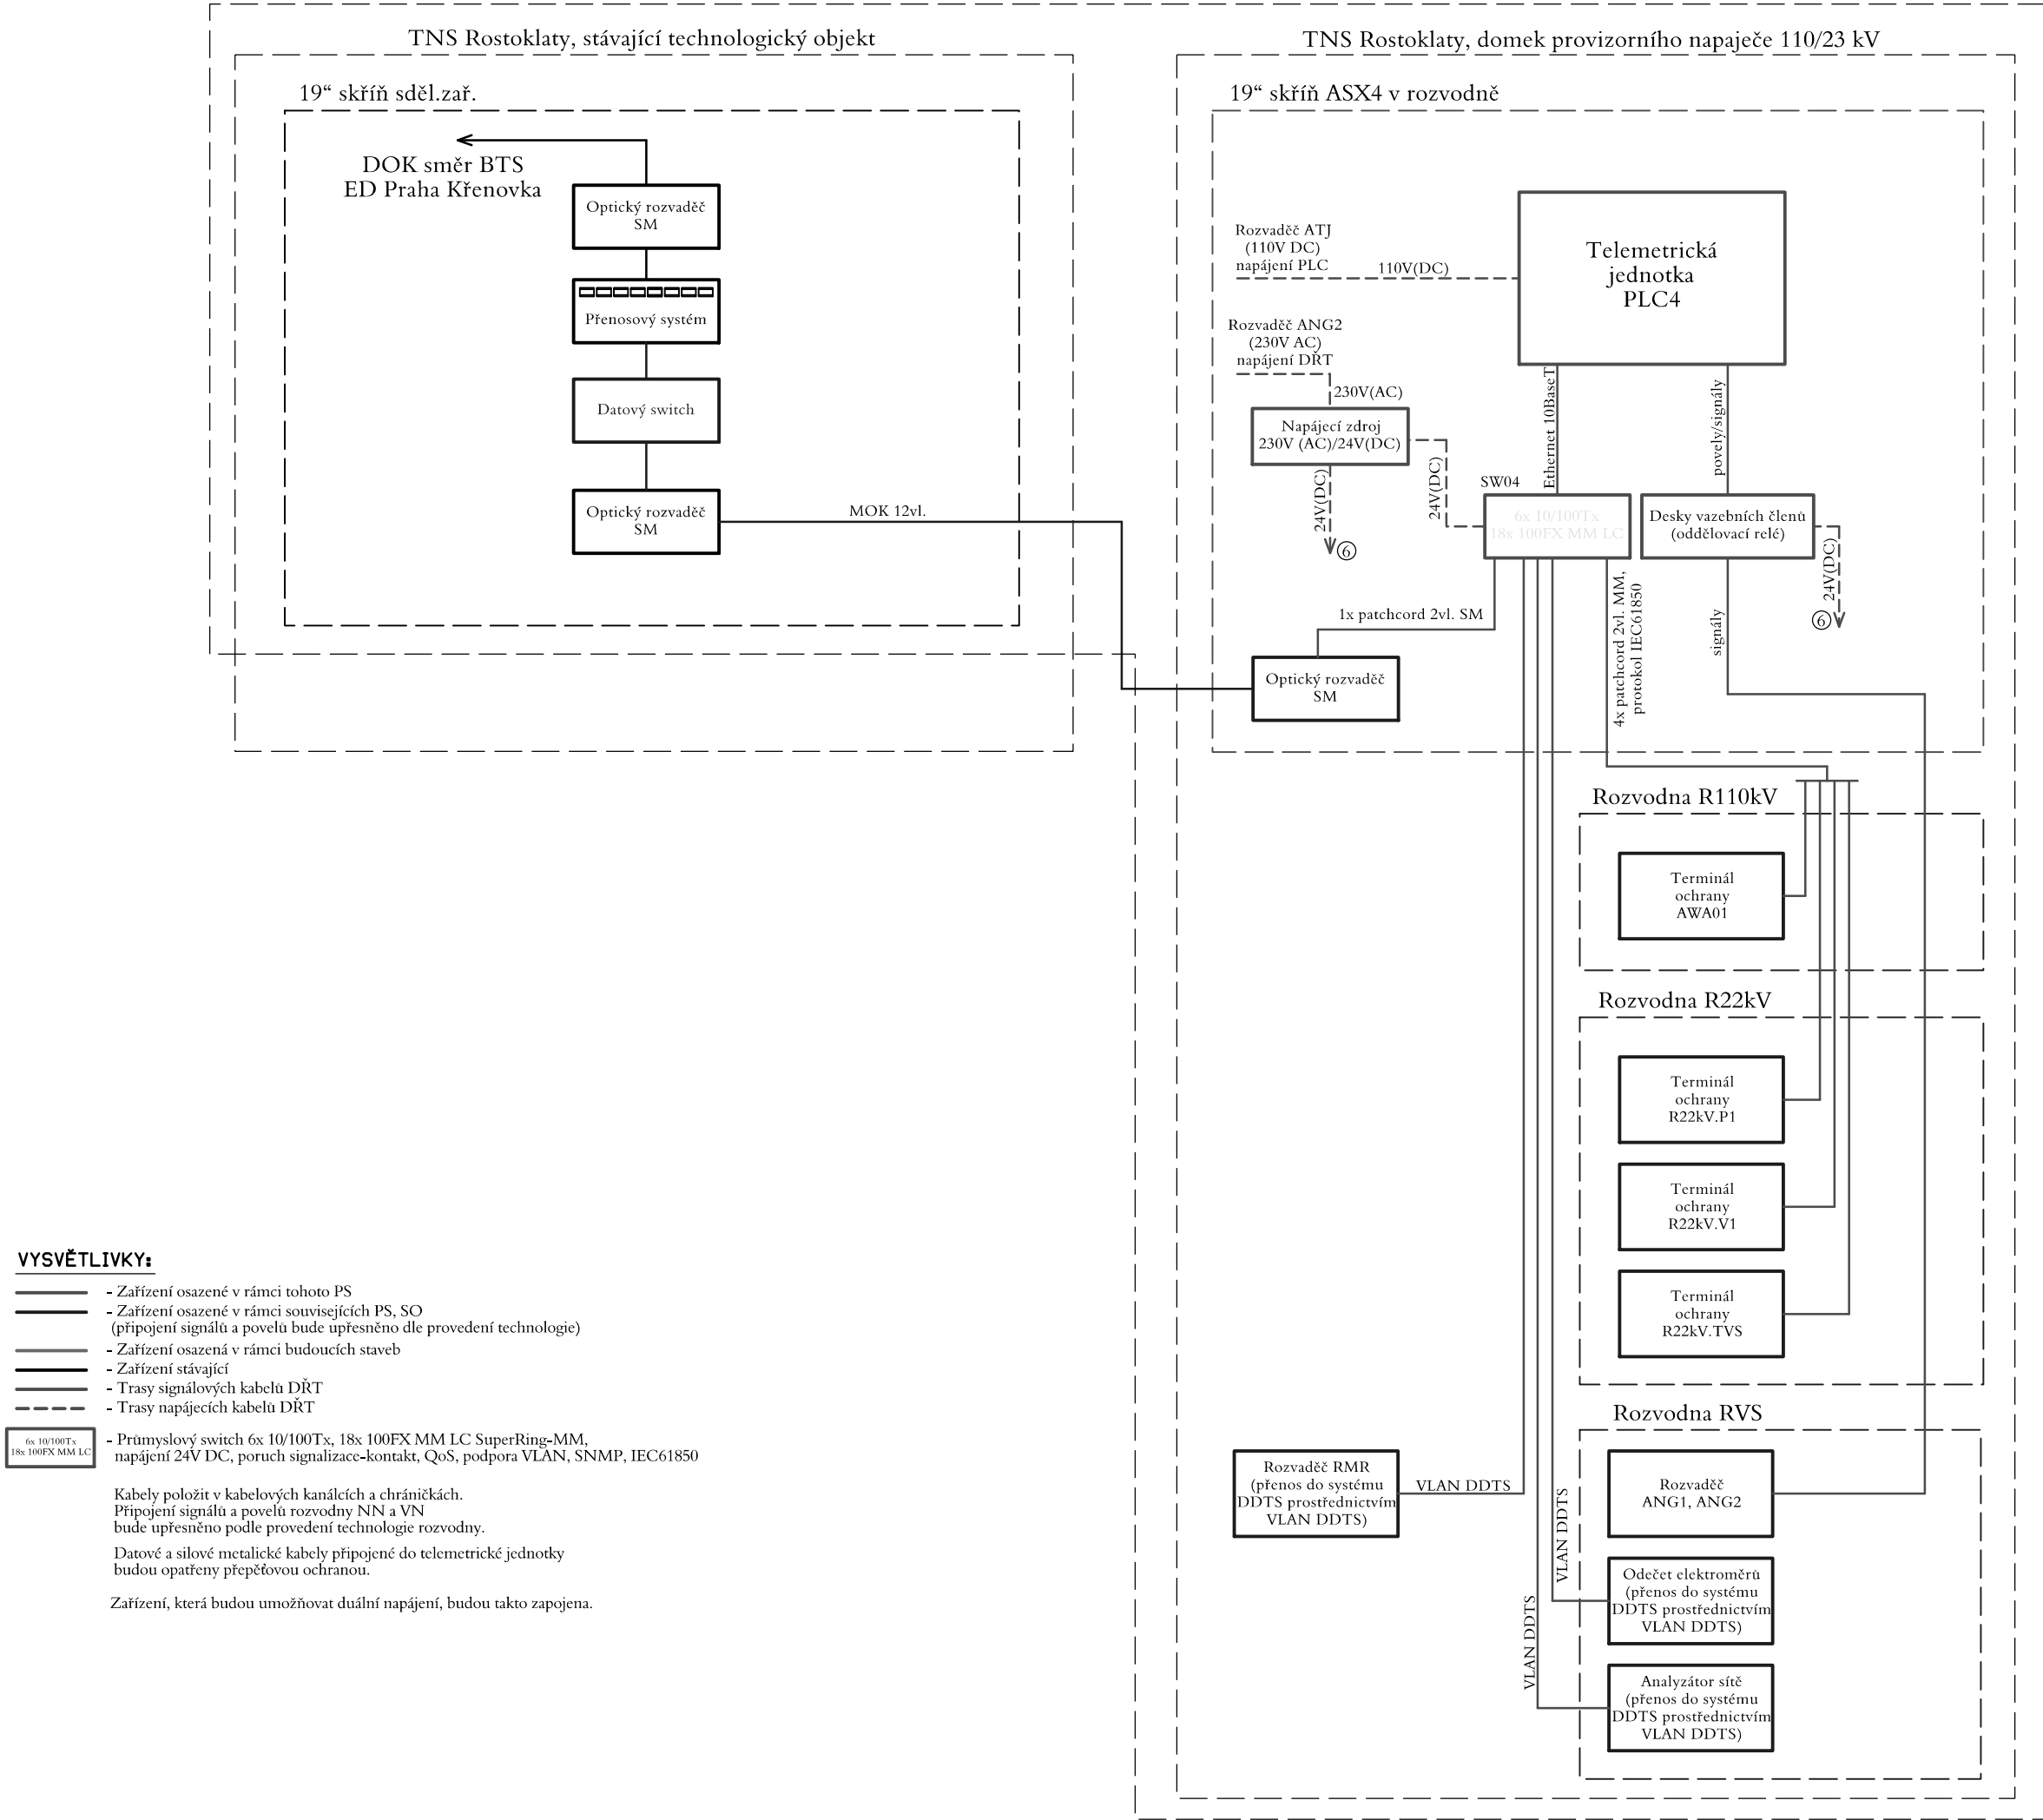 TNS Rostoklaty, stávající technologický objekt
19“ skříň sděl.zař.
DOK směr BTS
ED Praha Křenovka
Optický rozvaděč
SM
Přenosový systém
Datový switch
Optický rozvaděč
SM
MOK 12vl.
TNS Rostoklaty, domek provizorního napaječe 110/23 kV
19“ skříň ASX4 v rozvodně
Rozvaděč ATJ
(110V DC)
napájení PLC
110V(DC)
Telemetrická
jednotka
PLC4
Rozvaděč ANG2
(230V AC)
napájení DŘT
230V(AC)
Napájecí zdroj
230V (AC)/24V(DC)
24V(DC)
6
24V(DC)
Ethernet 10BaseT
povely/signály
SW04
6x 10/100Tx
18x 100FX MM LC
Desky vazebních členů
(oddělovací relé)
24V(DC)
6
1x patchcord 2vl. SM
4x patchcord 2vl. MM,
protokol IEC61850
signály
Optický rozvaděč
SM
Rozvodna R110kV
Terminál
ochrany
AWA01
Rozvodna R22kV
Terminál
ochrany
R22kV.P1
Terminál
ochrany
R22kV.V1
Terminál
ochrany
R22kV.TVS
Rozvodna RVS
Rozvaděč RMR
(přenos do systému
DDTS prostřednictvím
VLAN DDTS)
VLAN DDTS
VLAN DDTS
VLAN DDTS
Rozvaděč
ANG1, ANG2
Odečet elektroměrů
(přenos do systému
DDTS prostřednictvím
VLAN DDTS)
Analyzátor sítě
(přenos do systému
DDTS prostřednictvím
VLAN DDTS)
VYSVĚTLIVKY:
- Zařízení osazené v rámci tohoto PS
- Zařízení osazené v rámci souvisejících PS, SO
(připojení signálů a povelů bude upřesněno dle provedení technologie)
- Zařízení osazená v rámci budoucích staveb
- Zařízení stávající
- Trasy signálových kabelů DŘT
- Trasy napájecích kabelů DŘT
6x 10/100Tx
18x 100FX MM LC
- Průmyslový switch 6x 10/100Tx, 18x 100FX MM LC SuperRing-MM,
napájení 24V DC, poruch signalizace-kontakt, QoS, podpora VLAN, SNMP, IEC61850
Kabely položit v kabelových kanálcích a chráničkách.
Připojení signálů a povelů rozvodny NN a VN
bude upřesněno podle provedení technologie rozvodny.
Datové a silové metalické kabely připojené do telemetrické jednotky
budou opatřeny přepěťovou ochranou.
Zařízení, která budou umožňovat duální napájení, budou takto zapojena.